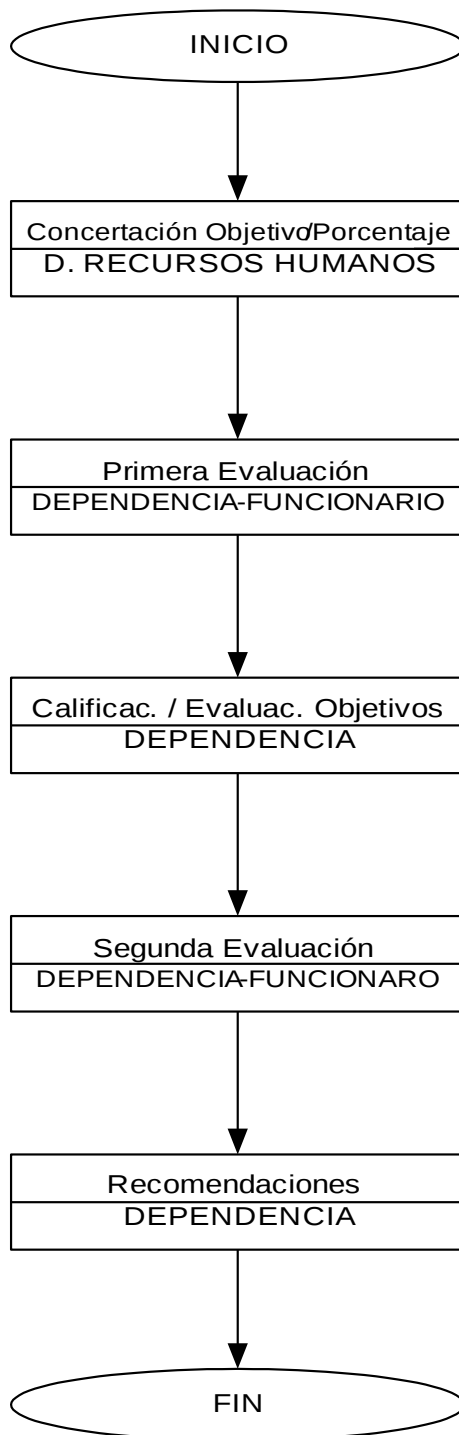 INICIO
Concertación Objetivo/Porcentaje
D. RECURSOS HUMANOS
Primera Evaluación
DEPENDENCIA-FUNCIONARIO
Calificac. / Evaluac. Objetivos
DEPENDENCIA
Segunda Evaluación
DEPENDENCIA-FUNCIONARO
Recomendaciones
DEPENDENCIA
FIN